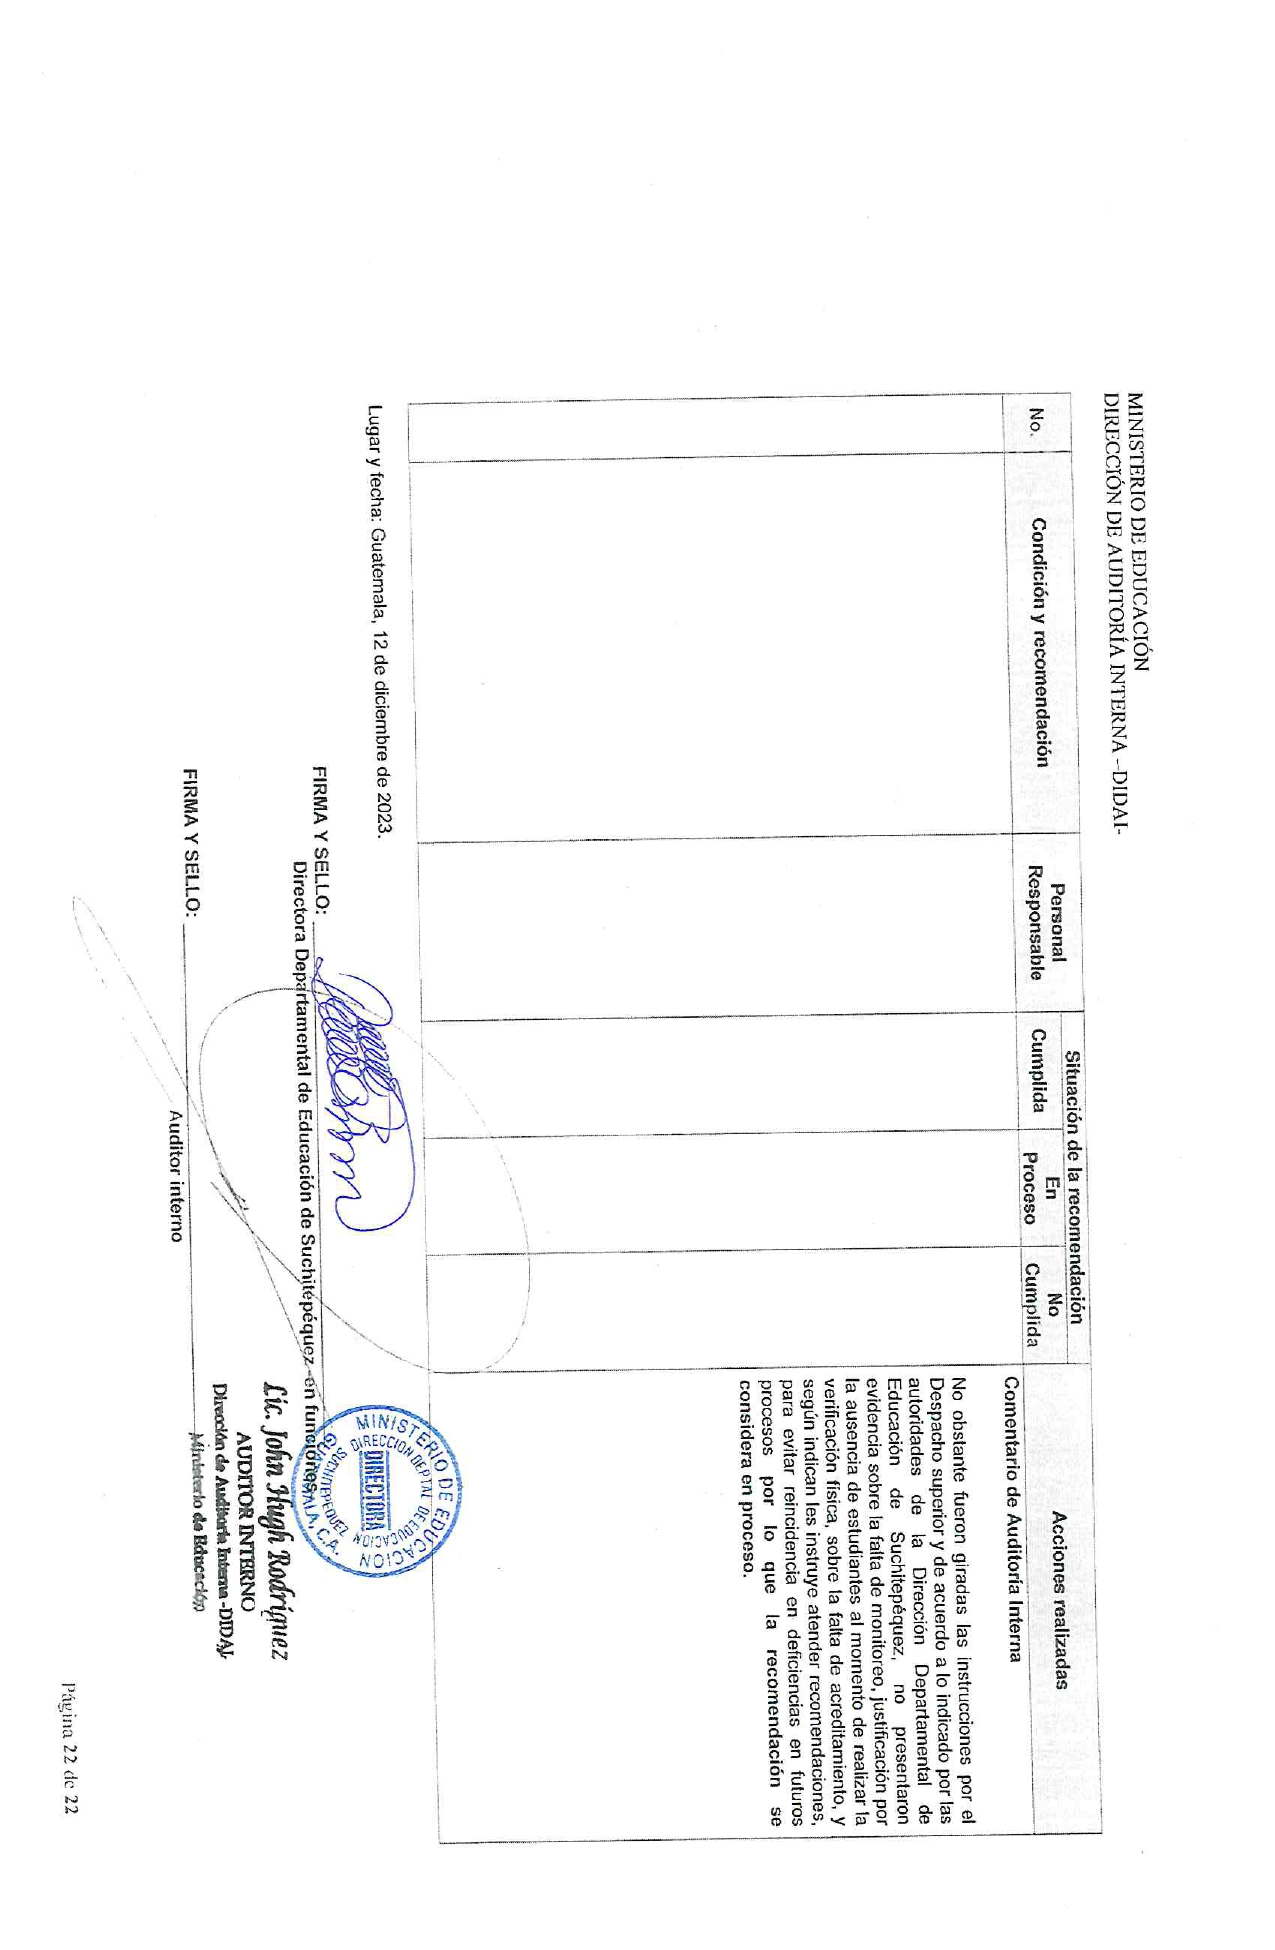 MINISTERIO DE EDUCACIÓN
DIRECCIÓN DE AUDITORÍA INTERNA –DIDAI-
No.
Condición y recomendación
Personal
Responsable
Situación de la recomendación
Cumplida
En
Proceso
No
Cumplida
Acciones realizadas
Comentario de Auditoría Interna
No obstante fueron giradas las instrucciones por el
Despacho superior y de acuerdo a lo indicado por las
autoridades de la Dirección Departamental de
Educación de Suchitepéquez, no presentaron
evidencia sobre la falta de monitoreo, justificación por
la ausencia de estudiantes al momento de realizar la
verificación física, sobre la falta de acreditamiento, y
según indican les instruye atender recomendaciones,
para evitar reincidencia en deficiencias en futuros
procesos por lo que la recomendación se
considera en proceso.
Lugar y fecha: Guatemala, 12 de diciembre de 2023.
FIRMA Y SELLO:
Directora Departamental de Educación de Suchitepéquez en funciones
MINISTERIO DE EDUCACION
DIRECCION DEPTAL. DE EDUCACION
DIRECTORA
SUCHITEPEQUEZ
GUATEMALA, C.A.
FIRMA Y SELLO:
Auditor interno
Lic. John Hugh Rodríguez
AUDITOR INTERNO
Dirección de Auditoría Interna -DIDAI-
Ministerio de Educación
Página 22 de 22